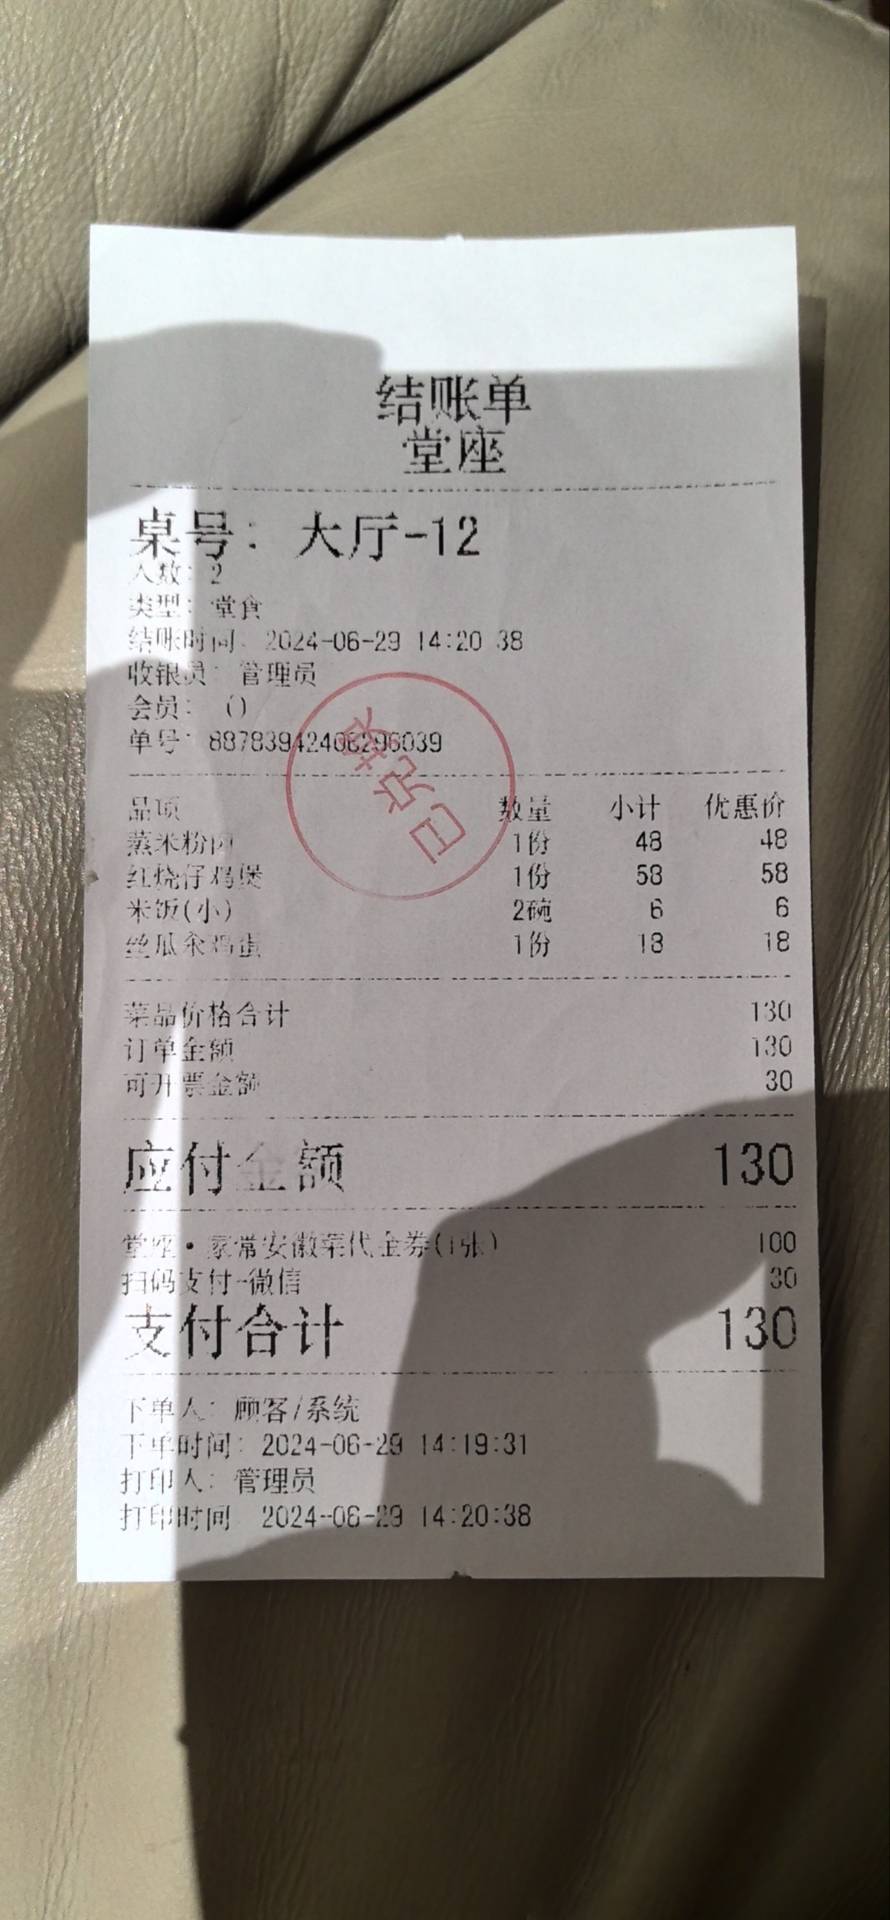 结账单
堂座
桌号: 大厅-12
人数: 2
类型: 堂食
结账时间: 2024-06-29 14:20:38
收银员: 管理员
会员: ()
单号: 88783942406296039
已兑换
品项 数量 小计 优惠价
蒸米粉肉 1份 48 48
红烧仔鸡煲 1份 58 58
米饭(小) 2碗 6 6
丝瓜氽鸡蛋 1份 18 18
菜品价格合计 130
订单金额 130
可开票金额 30
应付金额 130
堂座·家常安徽菜代金券(1张) 100
扫码支付-微信 30
支付合计 130
下单人: 顾客/系统
下单时间: 2024-06-29 14:19:31
打印人: 管理员
打印时间: 2024-06-29 14:20:38